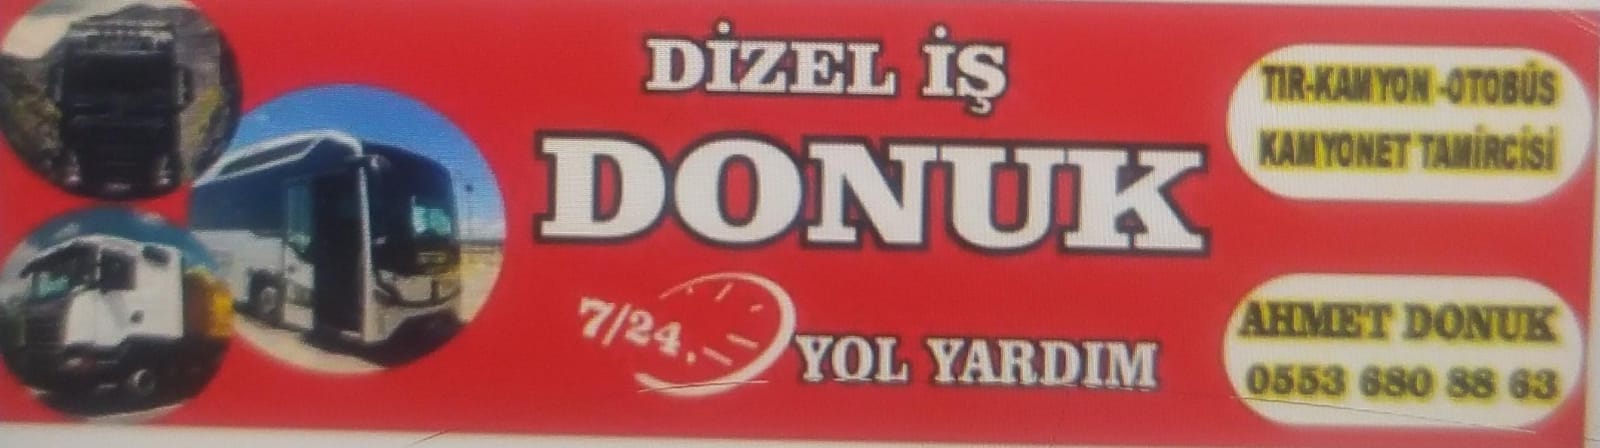 DİZEL İŞ
DONUK
7/24
YOL YARDIM
TIR-KAMYON-OTOBÜS
KAMYONET TAMİRCİSİ
AHMET DONUK
0553 680 88 63